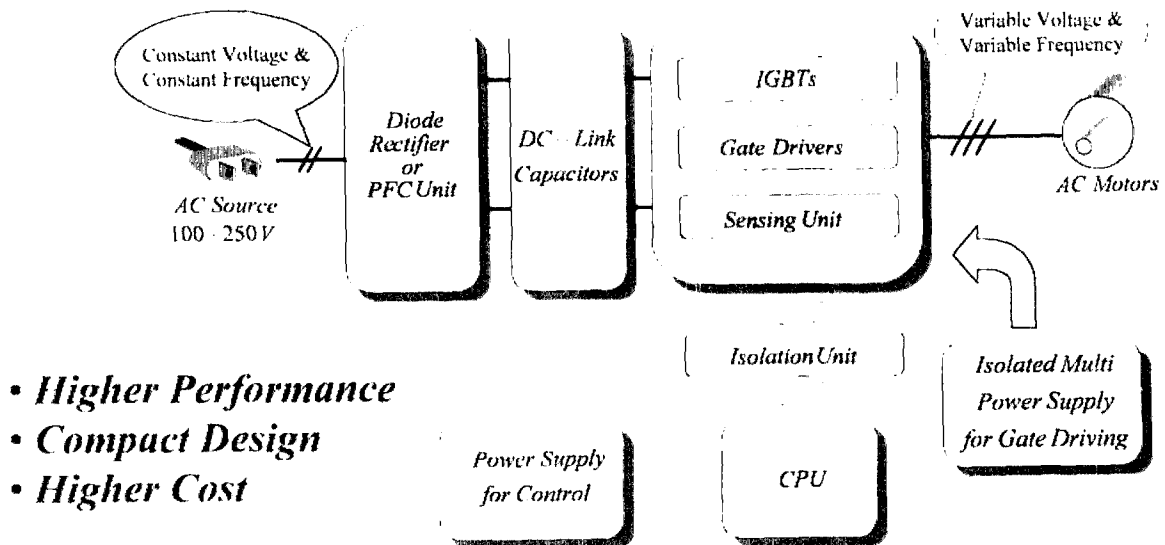 Constant Voltage &
Constant Frequency
AC Source
100 - 250V
Diode
Rectifier
or
PFC Unit
DC - Link
Capacitors
IGBTs
Gate Drivers
Sensing Unit
Variable Voltage &
Variable Frequency
AC Motors
Isolation Unit
Isolated Multi
Power Supply
for Gate Driving
• Higher Performance
• Compact Design
• Higher Cost
Power Supply
for Control
CPU